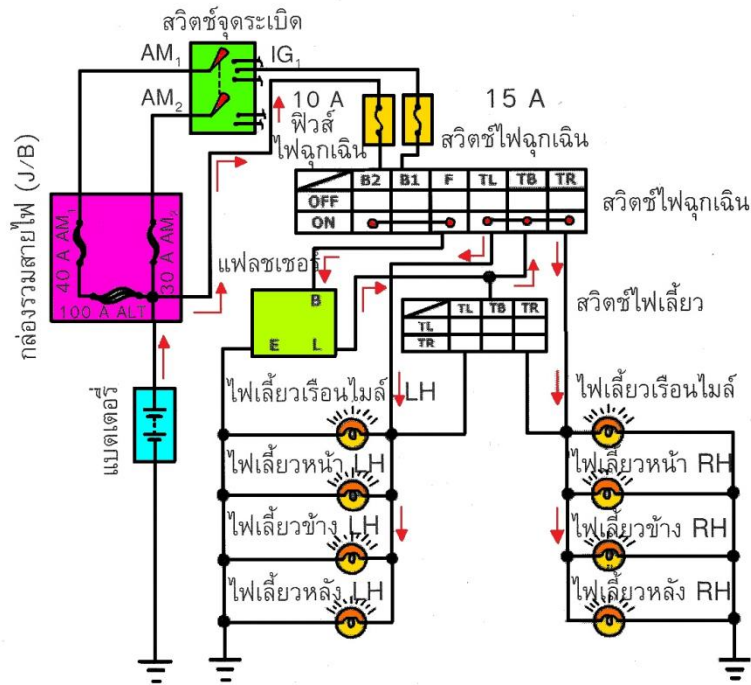 สวิตช์จุดระเบิด
AM1
IG1
AM2
10 A
ฟิวส์
ไฟฉุกเฉิน
15 A
สวิตช์ไฟฉุกเฉิน
B2 B1 F TL TB TR
OFF
ON
สวิตช์ไฟฉุกเฉิน
กล่องรวมสายไฟ (J/B)
40 A AM1
30 A AM2
100 A ALT
แฟลชเชอร์
B
E L
TL TB TR
TL
TR
สวิตช์ไฟเลี้ยว
แบตเตอรี่
ไฟเลี้ยวเรือนไมล์ LH
ไฟเลี้ยวหน้า LH
ไฟเลี้ยวข้าง LH
ไฟเลี้ยวหลัง LH
ไฟเลี้ยวเรือนไมล์
ไฟเลี้ยวหน้า RH
ไฟเลี้ยวข้าง RH
ไฟเลี้ยวหลัง RH